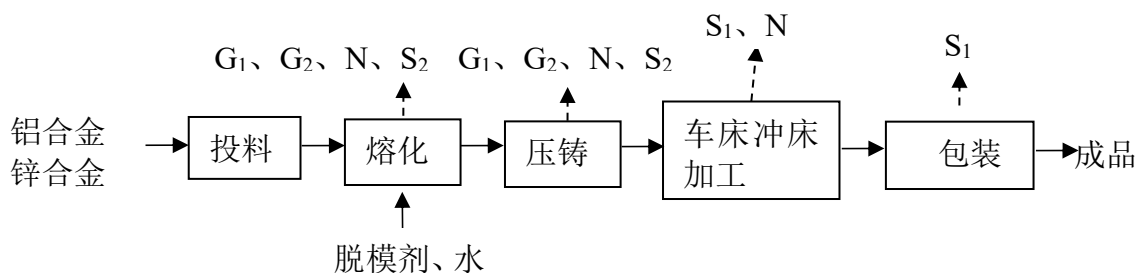 S₁、N
G₁、G₂、N、S₂
G₁、G₂、N、S₂
S₁
铝合金
锌合金
投料
熔化
压铸
车床冲床
加工
包装
成品
脱模剂、水